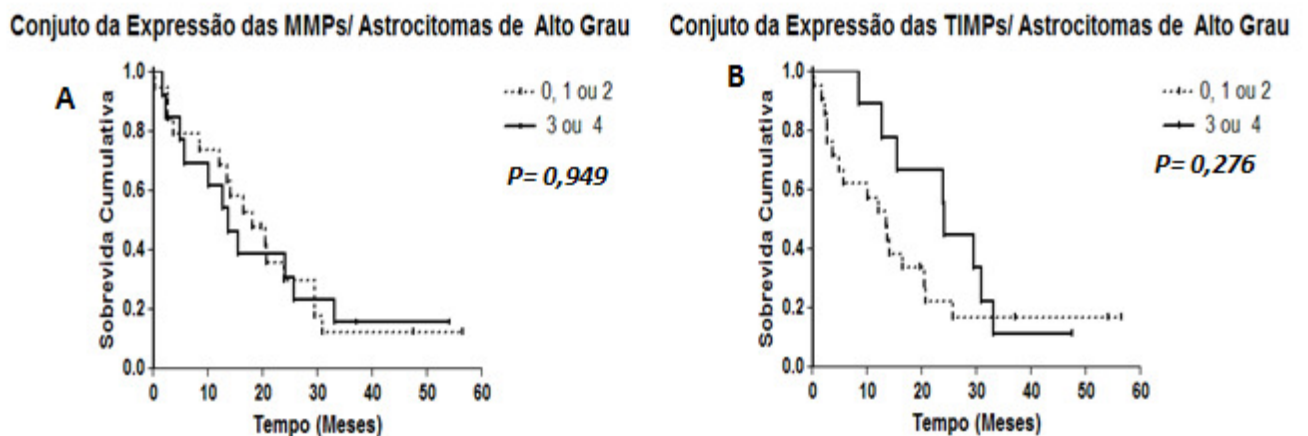 Conjuto da Expressão das MMPs/ Astrocitomas de Alto Grau
A
Sobrevida Cumulativa
1.0
0.8
0.6
0.4
0.2
0.0
0 10 20 30 40 50 60
Tempo (Meses)
0, 1 ou 2
3 ou 4
P= 0,949
Conjuto da Expressão das TIMPs/ Astrocitomas de Alto Grau
B
Sobrevida Cumulativa
1.0
0.8
0.6
0.4
0.2
0.0
0 10 20 30 40 50 60
Tempo (Meses)
0, 1 ou 2
3 ou 4
P= 0,276